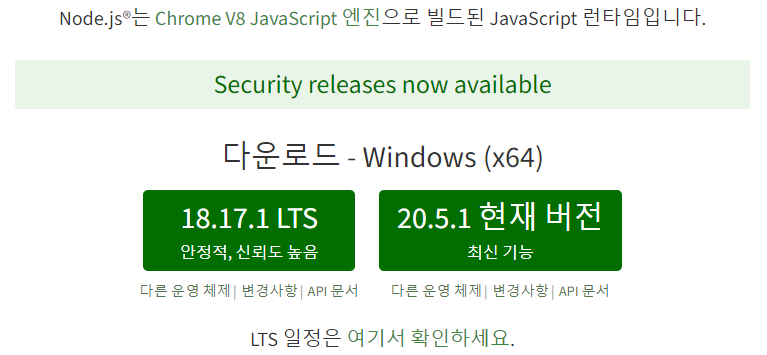 Node.js®는 Chrome V8 JavaScript 엔진으로 빌드된 JavaScript 런타임입니다.
Security releases now available
다운로드 - Windows (x64)
18.17.1 LTS
안정적, 신뢰도 높음
20.5.1 현재 버전
최신 기능
다른 운영 체제 | 변경사항 | API 문서
다른 운영 체제 | 변경사항 | API 문서
LTS 일정은 여기서 확인하세요.